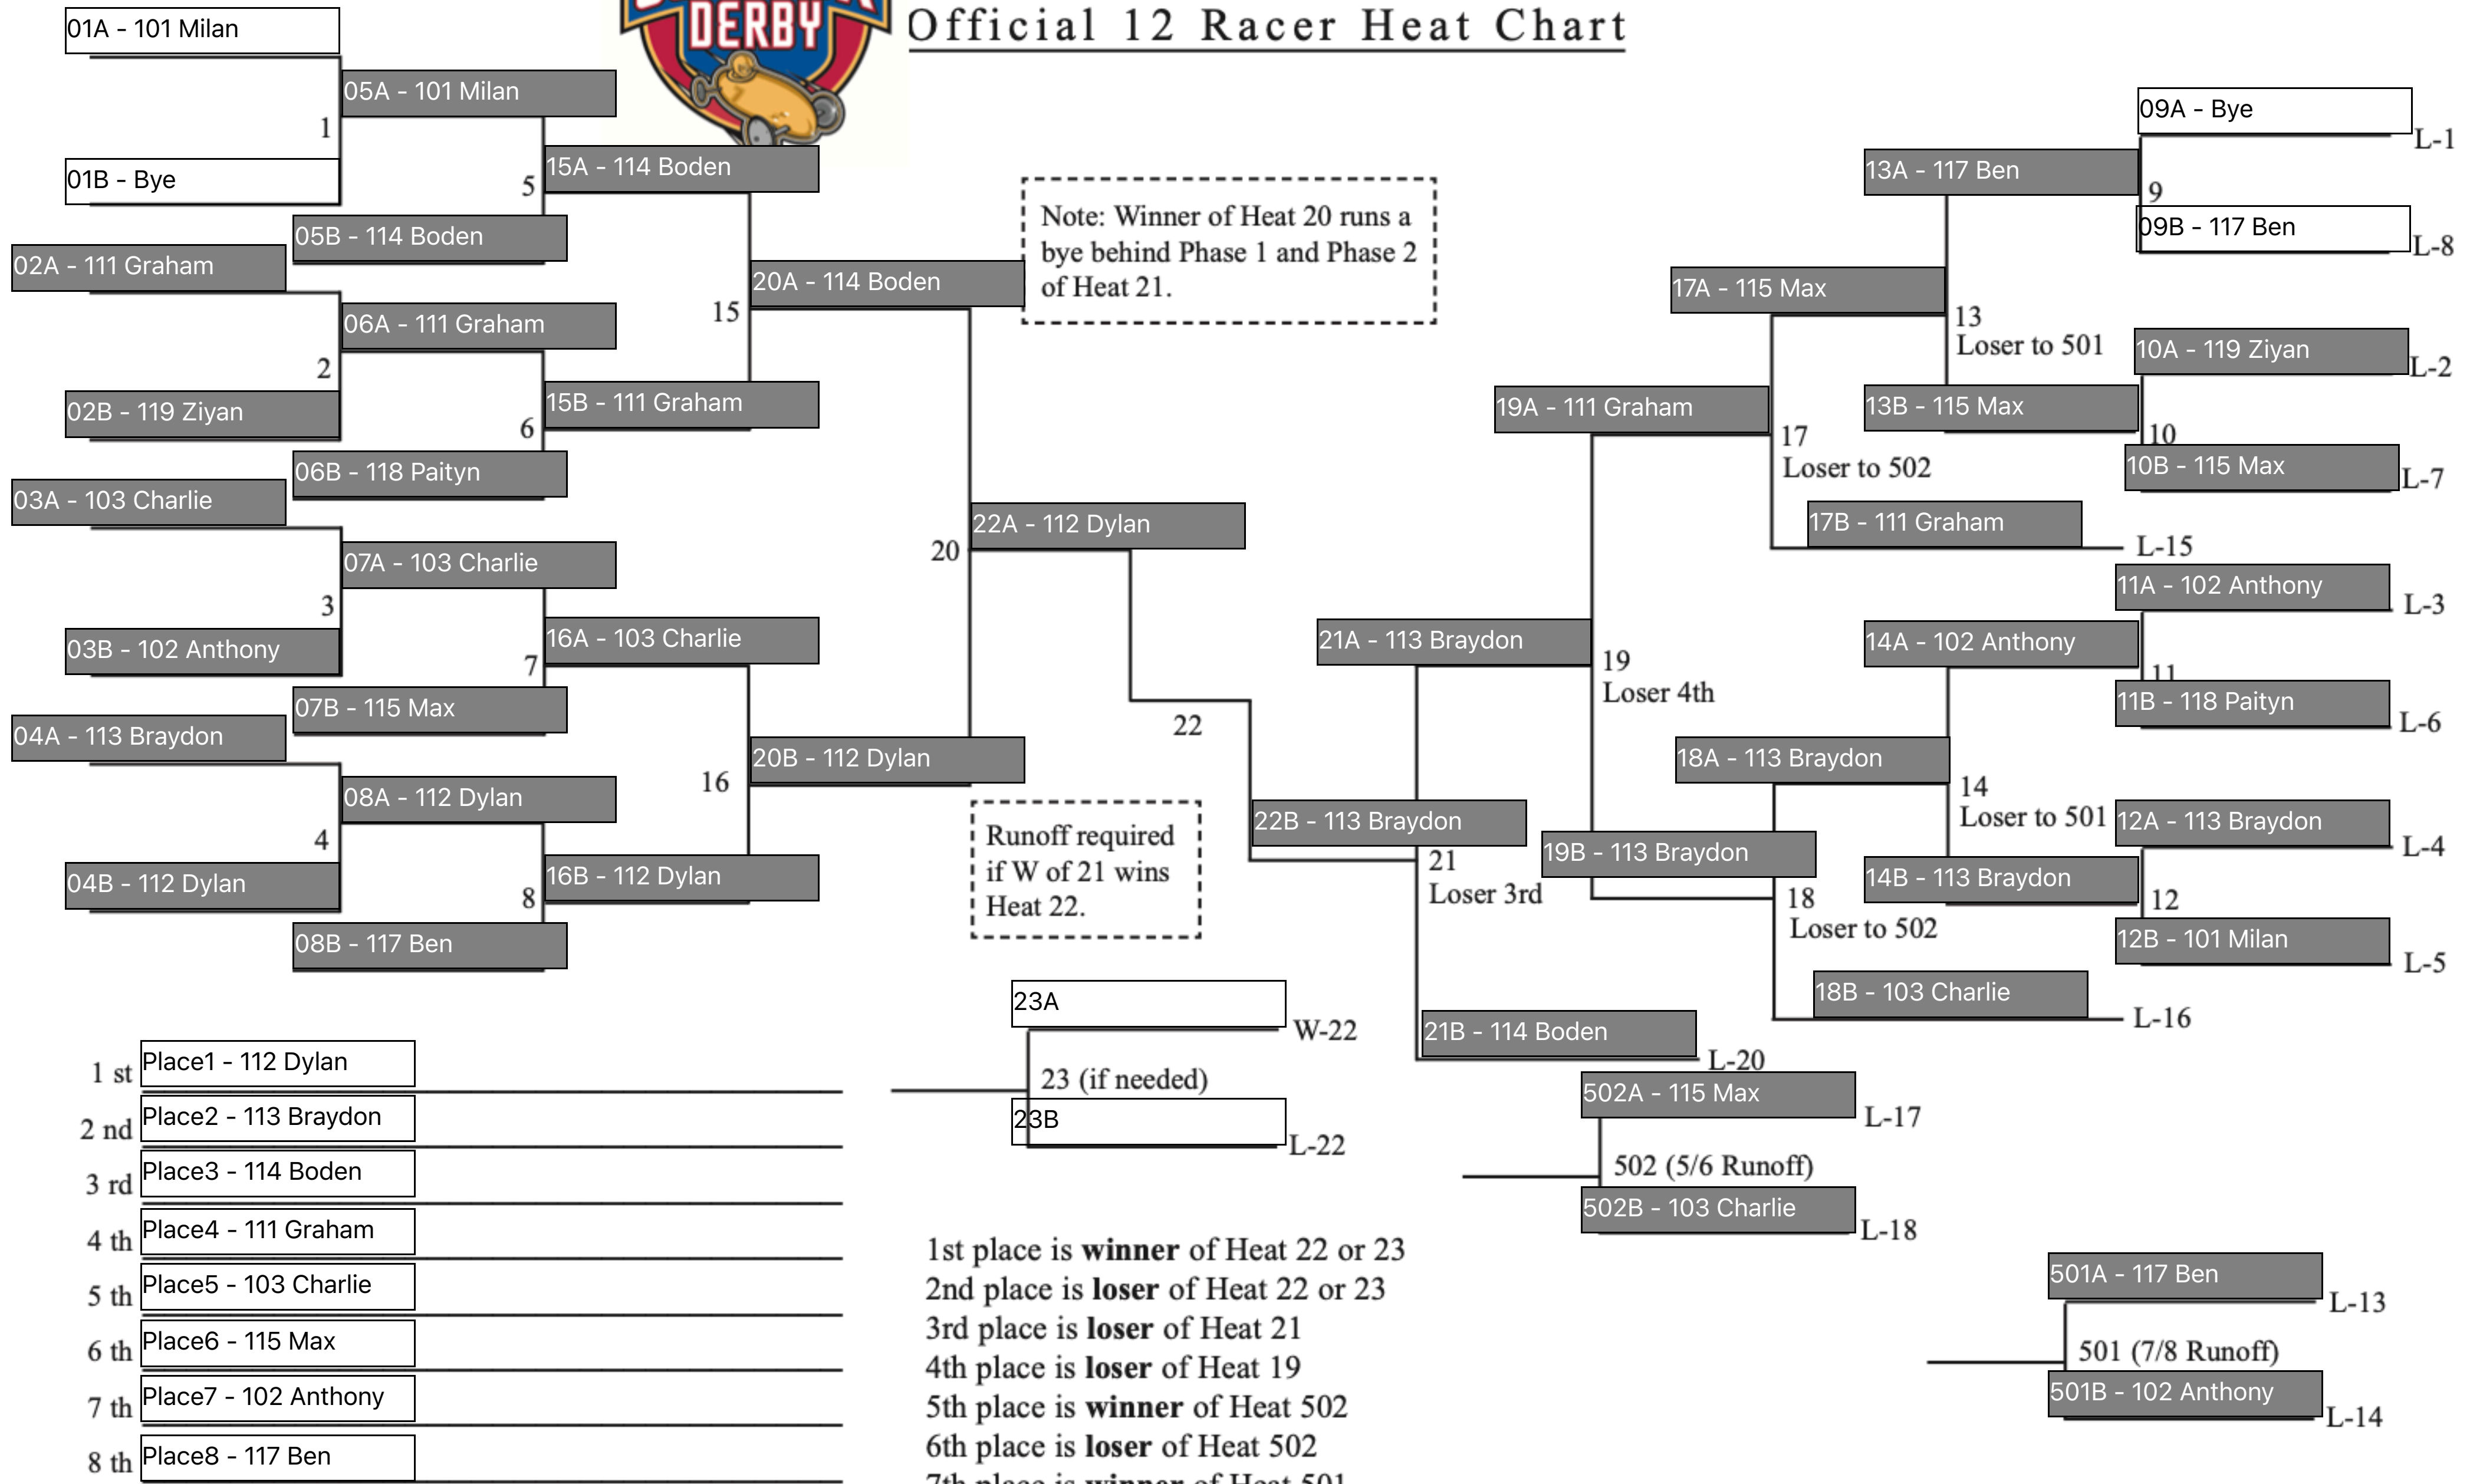 DERBY
Official 12 Racer Heat Chart
01A - 101 Milan
05A - 101 Milan
1
01B - Bye
15A - 114 Boden
5
05B - 114 Boden
02A - 111 Graham
20A - 114 Boden
06A - 111 Graham
15
2
15B - 111 Graham
02B - 119 Ziyan
6
06B - 118 Paityn
03A - 103 Charlie
22A - 112 Dylan
20
07A - 103 Charlie
3
16A - 103 Charlie
03B - 102 Anthony
7
07B - 115 Max
04A - 113 Braydon
20B - 112 Dylan
16
08A - 112 Dylan
4
16B - 112 Dylan
04B - 112 Dylan
8
08B - 117 Ben
Note: Winner of Heat 20 runs a
bye behind Phase 1 and Phase 2
of Heat 21.
22
Runoff required
if W of 21 wins
Heat 22.
09A - Bye
L-1
13A - 117 Ben
9
09B - 117 Ben
L-8
17A - 115 Max
13
Loser to 501
10A - 119 Ziyan
L-2
19A - 111 Graham
13B - 115 Max
10
17
Loser to 502
10B - 115 Max
L-7
17B - 111 Graham
L-15
11A - 102 Anthony
L-3
21A - 113 Braydon
14A - 102 Anthony
19
Loser 4th
11
11B - 118 Paityn
L-6
18A - 113 Braydon
14
Loser to 501
12A - 113 Braydon
L-4
22B - 113 Braydon
19B - 113 Braydon
21
Loser 3rd
14B - 113 Braydon
18
Loser to 502
12
12B - 101 Milan
L-5
18B - 103 Charlie
L-16
21B - 114 Boden
L-20
23A
W-22
23 (if needed)
23B
L-22
502A - 115 Max
L-17
502 (5/6 Runoff)
502B - 103 Charlie
L-18
501A - 117 Ben
L-13
501 (7/8 Runoff)
501B - 102 Anthony
L-14
1 st Place1 - 112 Dylan
2 nd Place2 - 113 Braydon
3 rd Place3 - 114 Boden
4 th Place4 - 111 Graham
5 th Place5 - 103 Charlie
6 th Place6 - 115 Max
7 th Place7 - 102 Anthony
8 th Place8 - 117 Ben
1st place is winner of Heat 22 or 23
2nd place is loser of Heat 22 or 23
3rd place is loser of Heat 21
4th place is loser of Heat 19
5th place is winner of Heat 502
6th place is loser of Heat 502
7th place is winner of Heat 501